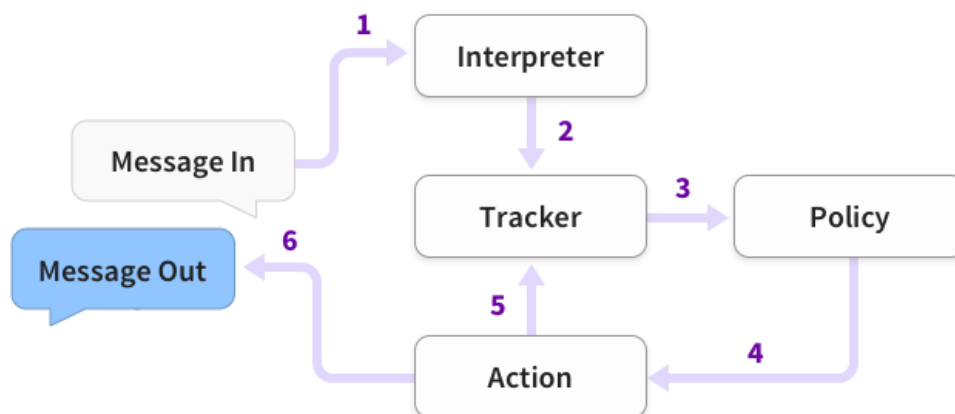 1
Interpreter
2
Message In
Tracker
3
Policy
6
Message Out
5
4
Action